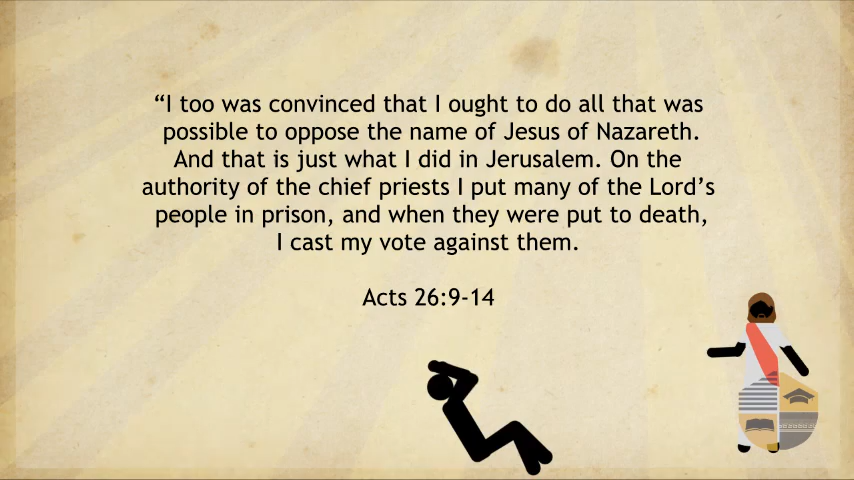 “I too was convinced that I ought to do all that was
possible to oppose the name of Jesus of Nazareth.
And that is just what I did in Jerusalem. On the
authority of the chief priests I put many of the Lord’s
people in prison, and when they were put to death,
I cast my vote against them.
Acts 26:9-14